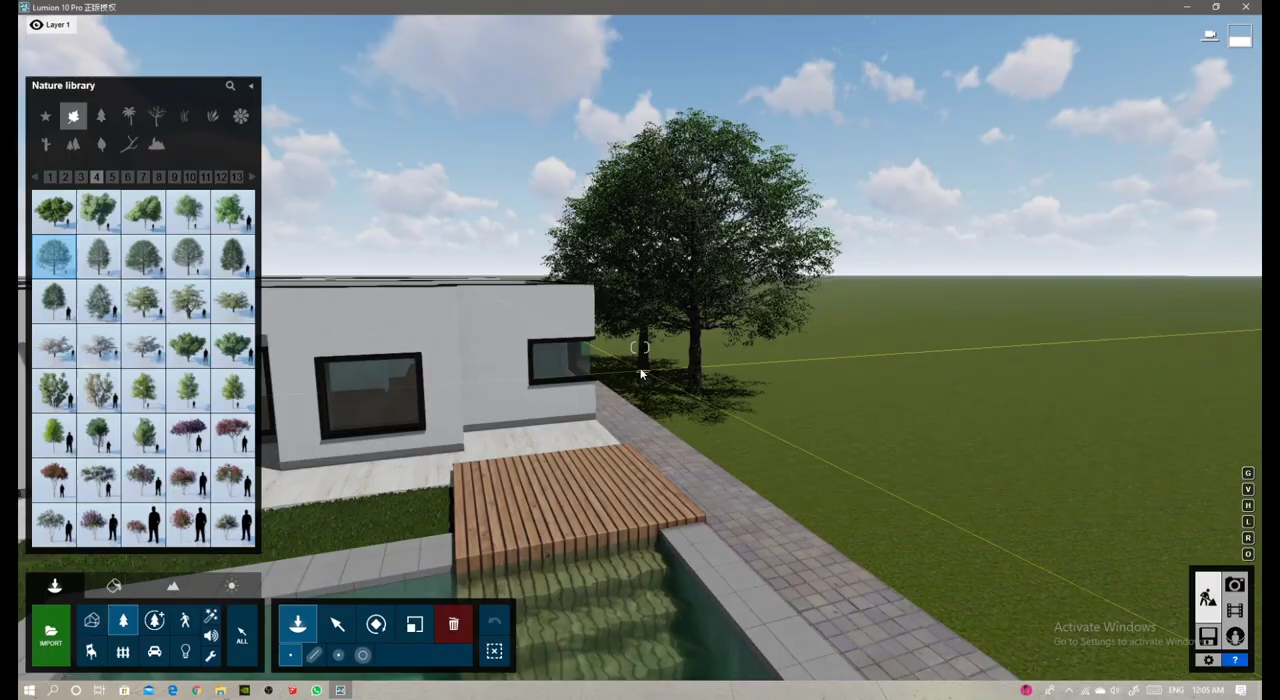 Lumion 10 Pro 正版授权
Layer 1
Nature library
1 2 3 4 5 6 7 8 9 10 11 12 13
G
V
H
L
R
O
IMPORT
ALL
Activate Windows
Go to Settings to activate Win
?
ENG
12:05 AM